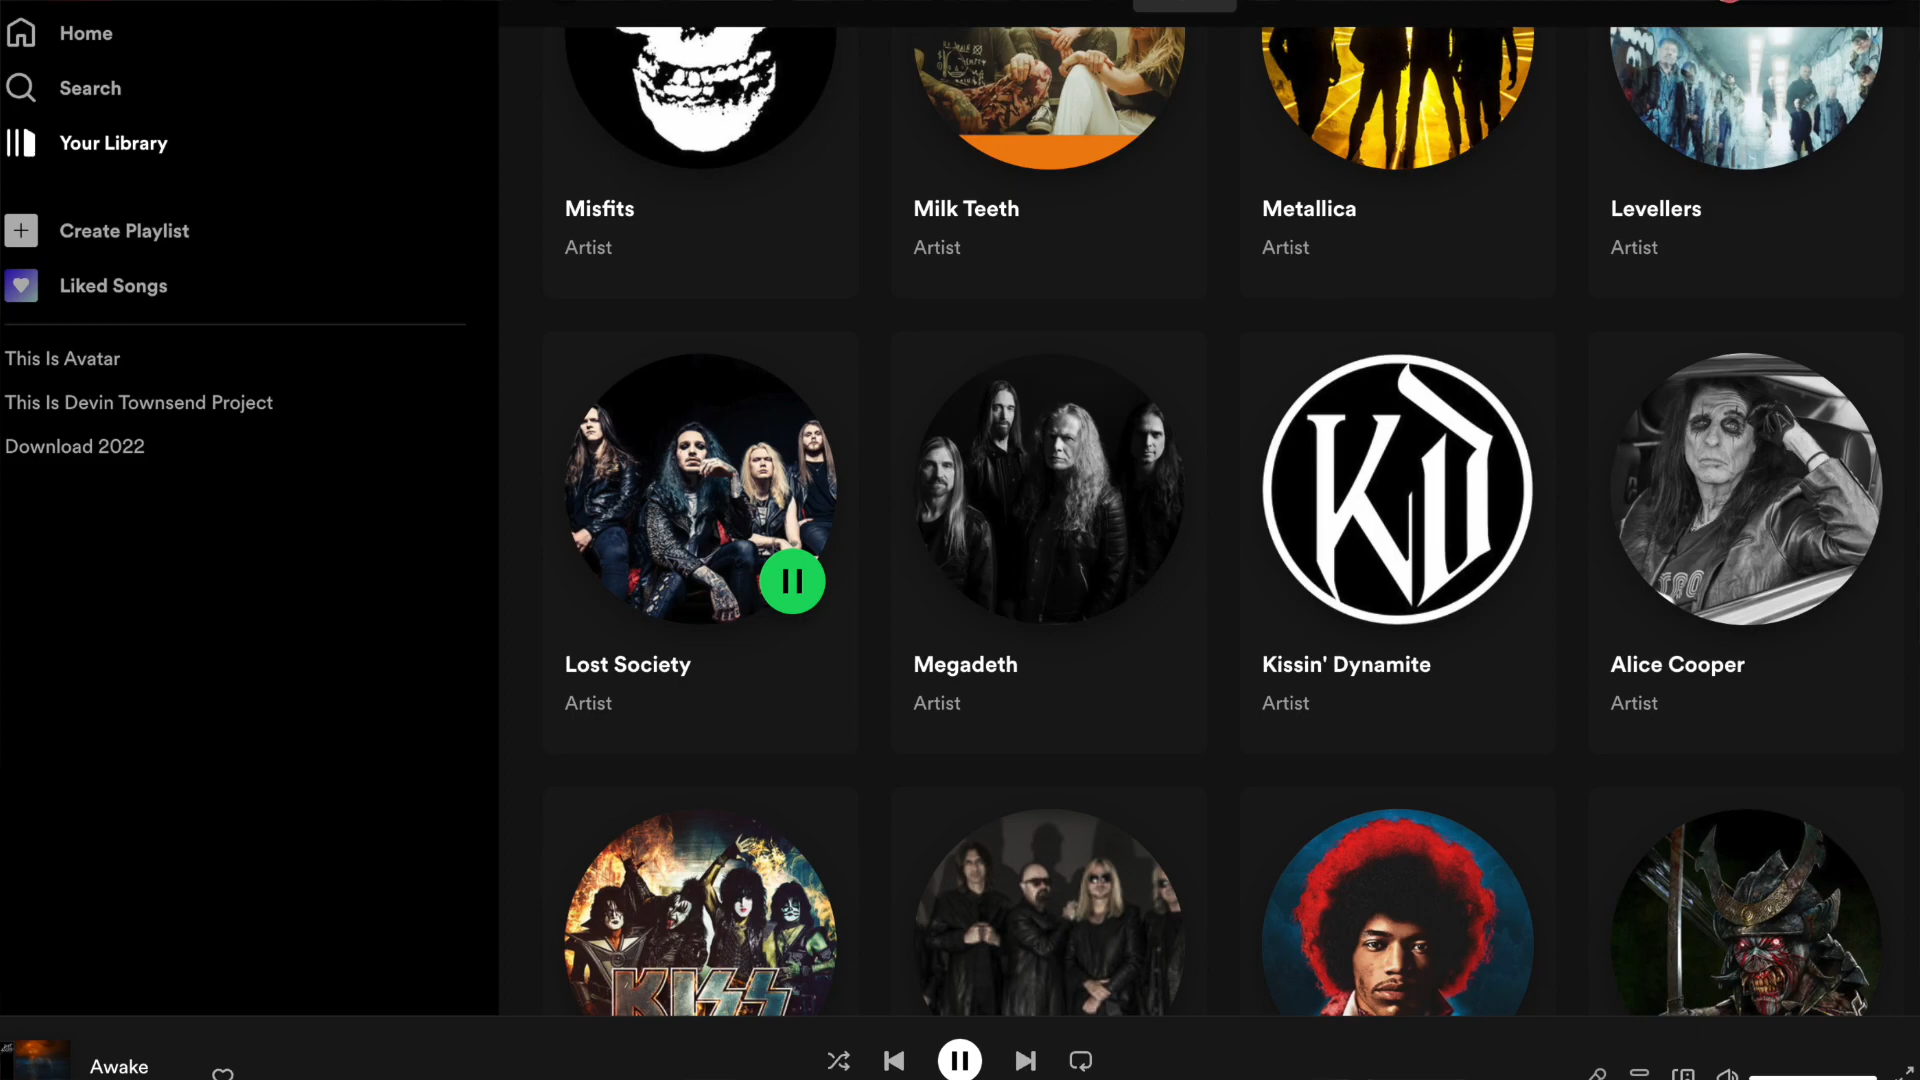 Home
Search
Your Library
Create Playlist
Liked Songs
This Is Avatar
This Is Devin Townsend Project
Download 2022
Misfits
Artist
Milk Teeth
Artist
Metallica
Artist
Levellers
Artist
Lost Society
Artist
Megadeth
Artist
KD
Kissin' Dynamite
Artist
Alice Cooper
Artist
KISS
Awake